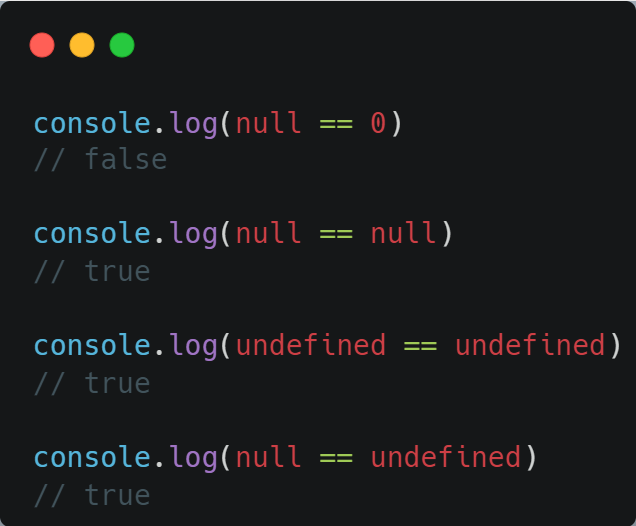 console.log(null == 0)
// false
console.log(null == null)
// true
console.log(undefined == undefined)
// true
console.log(null == undefined)
// true